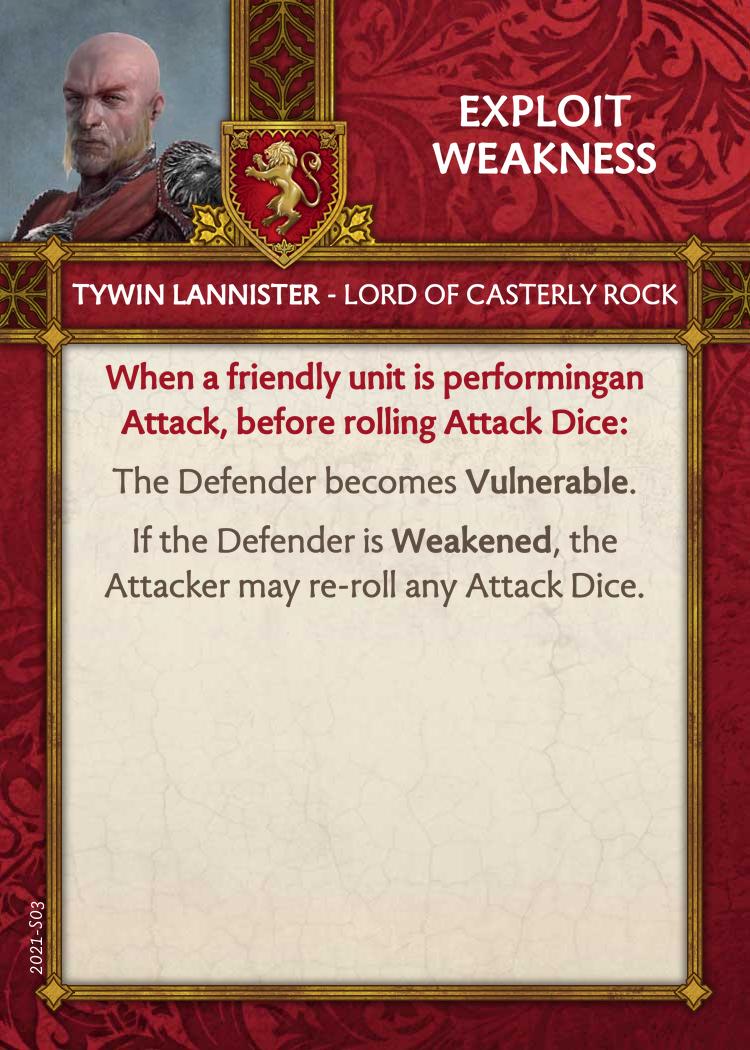 EXPLOIT
WEAKNESS
TYWIN LANNISTER - LORD OF CASTERLY ROCK
When a friendly unit is performingan
Attack, before rolling Attack Dice:
The Defender becomes Vulnerable.
If the Defender is Weakened, the
Attacker may re-roll any Attack Dice.
2021-S03